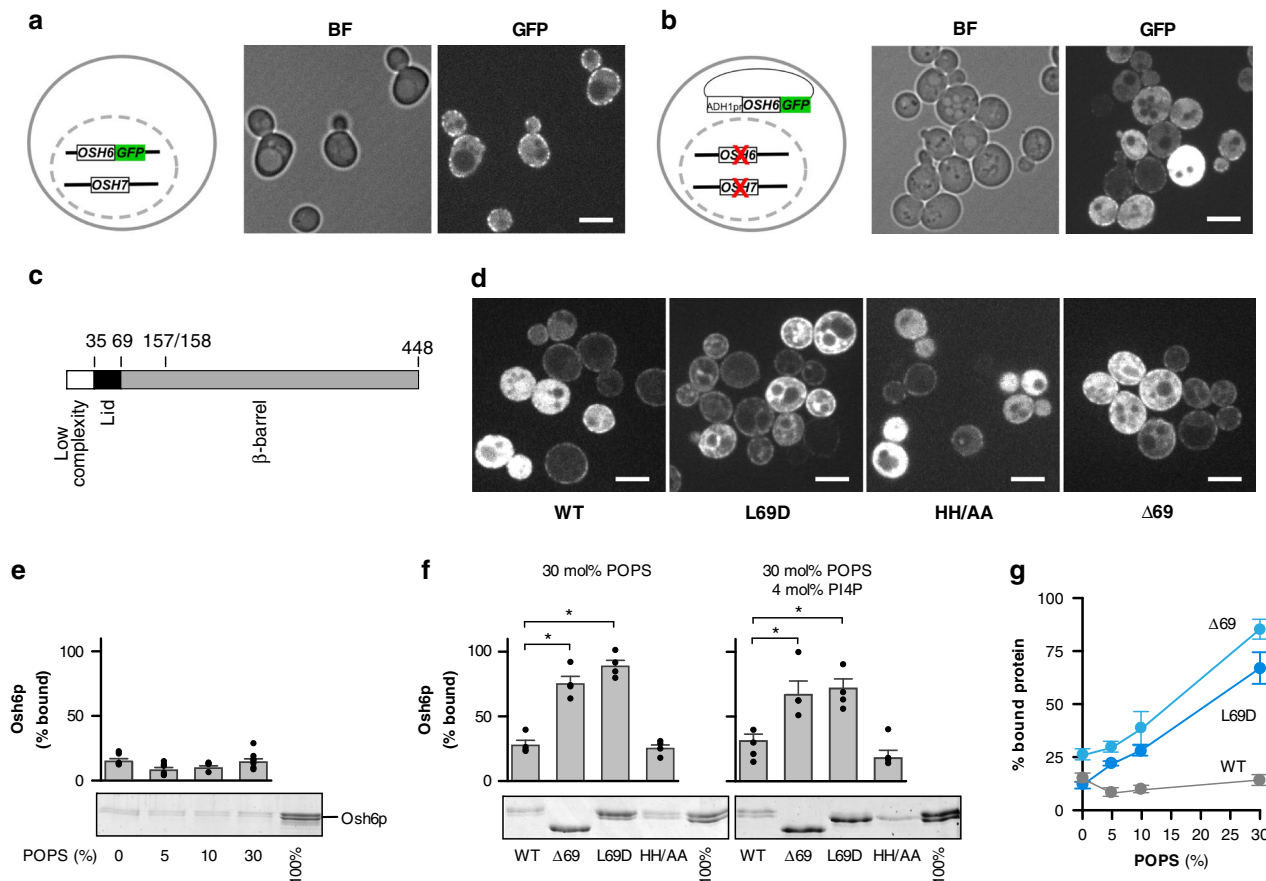 a
BF
GFP
OSH6
GFP
OSH7
b
BF
GFP
ADH1pr
OSH6
GFP
OSH6
OSH7
c
35 69 157/158 448
Low complexity
Lid
β-barrel
d
WT
L69D
HH/AA
Δ69
e
Osh6p (% bound)
100
50
0
Osh6p
POPS (%) 0 5 10 30 100%
f
30 mol% POPS
30 mol% POPS
4 mol% PI4P
* *
* *
Osh6p (% bound)
100
50
0
100
50
0
WT Δ69 L69D HH/AA 100%
WT Δ69 L69D HH/AA 100%
g
% bound protein
100
75
50
25
0
Δ69
L69D
WT
0 5 10 15 20 25 30
POPS (%)